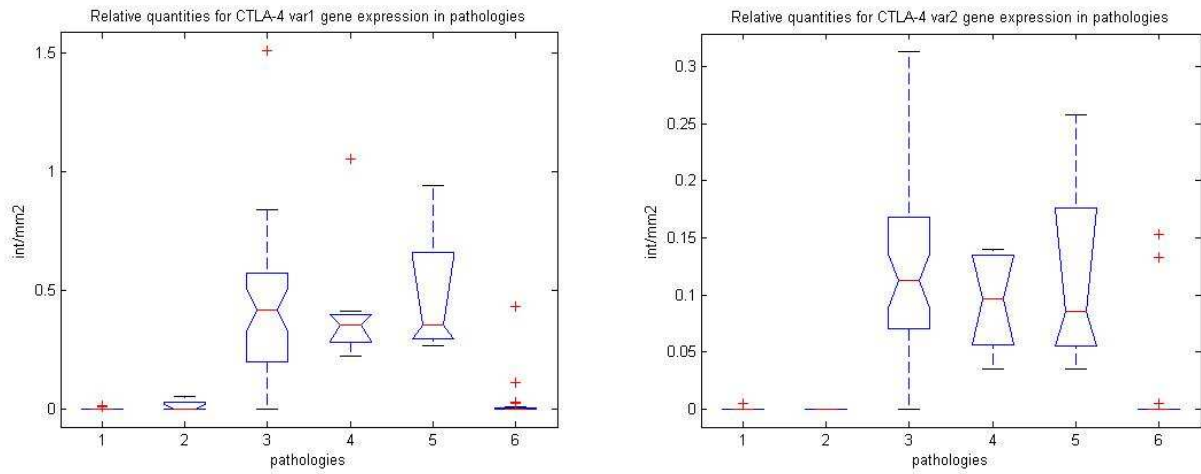 Relative quantities for CTLA-4 var1 gene expression in pathologies
1.5
1
0.5
0
int/mm2
1 2 3 4 5 6
pathologies
Relative quantities for CTLA-4 var2 gene expression in pathologies
0.3
0.25
0.2
0.15
0.1
0.05
0
int/mm2
1 2 3 4 5 6
pathologies